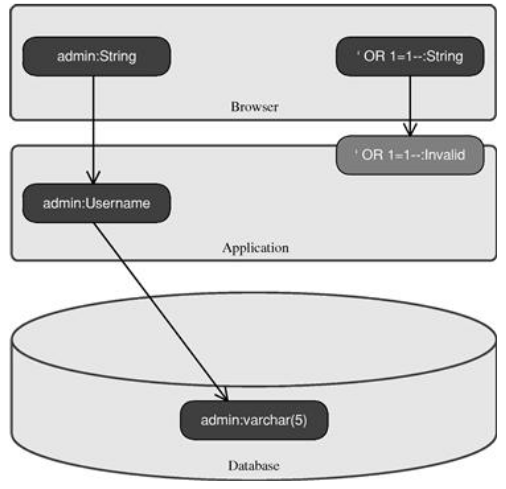 admin:String
‘ OR 1=1--:String
Browser
‘ OR 1=1--:Invalid
admin:Username
Application
admin:varchar(5)
Database